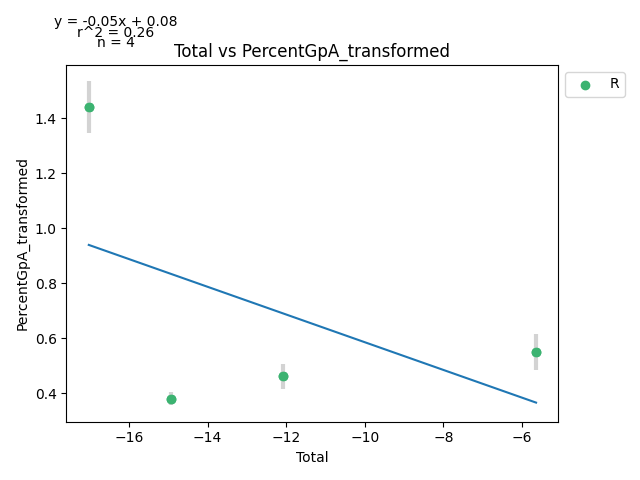 y = -0.05x + 0.08
r^2 = 0.26
n = 4
Total vs PercentGpA_transformed
R
PercentGpA_transformed
1.4
1.2
1.0
0.8
0.6
0.4
−16
−14
−12
−10
−8
−6
Total